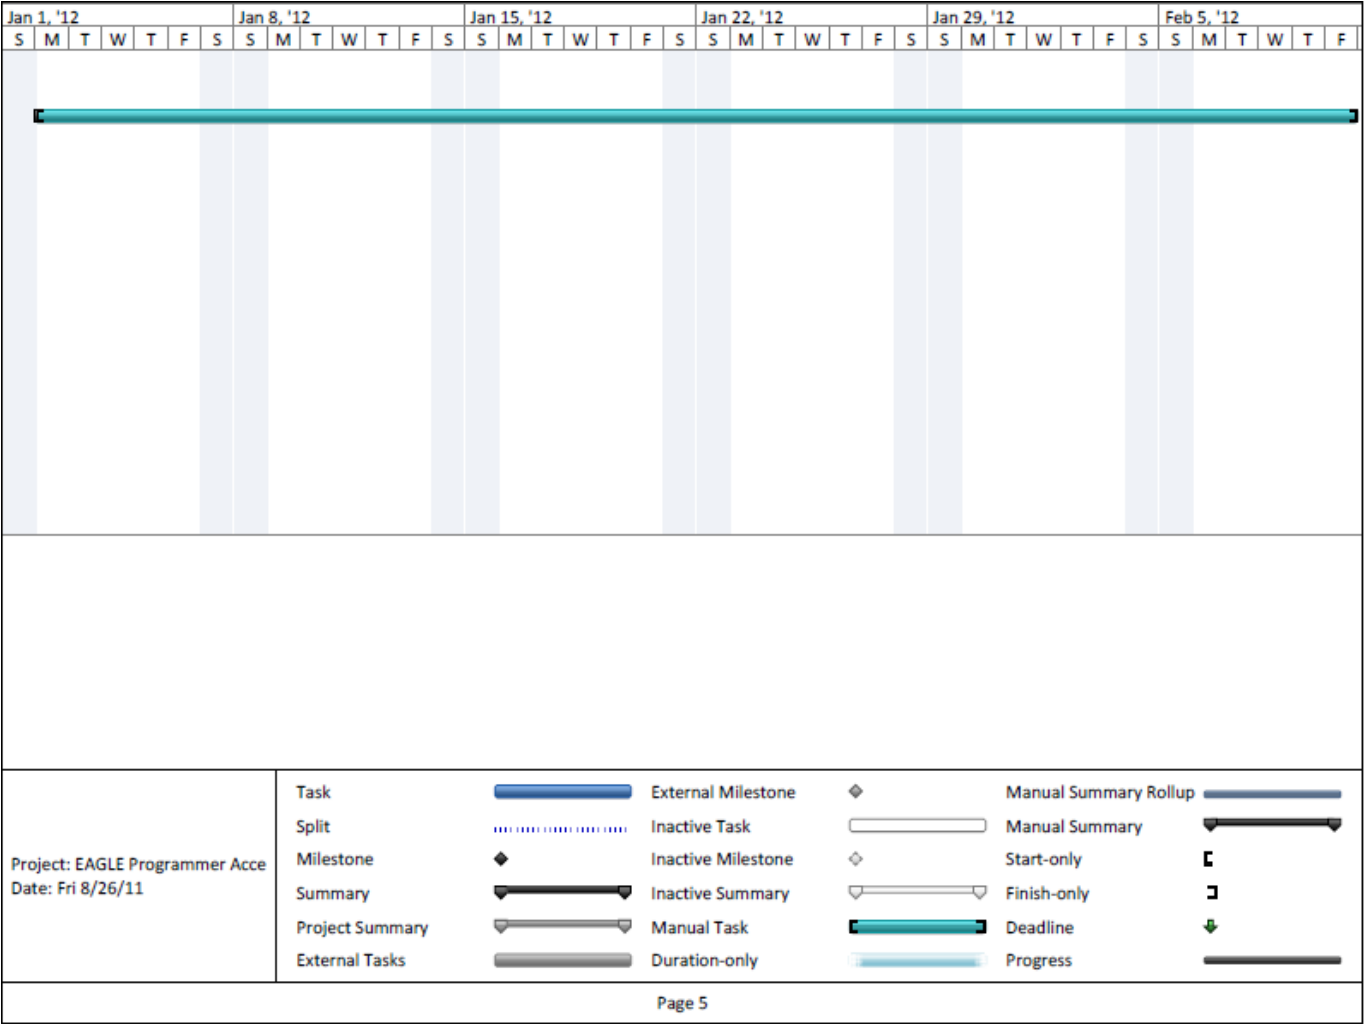 Jan 1, '12 Jan 8, '12 Jan 15, '12 Jan 22, '12 Jan 29, '12 Feb 5, '12
S M T W T F S S M T W T F S S M T W T F S S M T W T F S S M T W T F S S M T W T F
Task External Milestone Manual Summary Rollup
Split Inactive Task Manual Summary
Milestone Inactive Milestone Start-only
Project: EAGLE Programmer Acce
Date: Fri 8/26/11
Summary Inactive Summary Finish-only
Project Summary Manual Task Deadline
External Tasks Duration-only Progress
Page 5